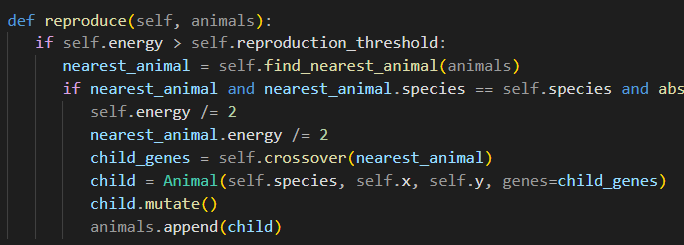 def reproduce(self, animals):
    if self.energy > self.reproduction_threshold:
        nearest_animal = self.find_nearest_animal(animals)
        if nearest_animal and nearest_animal.species == self.species and abs
            self.energy /= 2
            nearest_animal.energy /= 2
            child_genes = self.crossover(nearest_animal)
            child = Animal(self.species, self.x, self.y, genes=child_genes)
            child.mutate()
            animals.append(child)